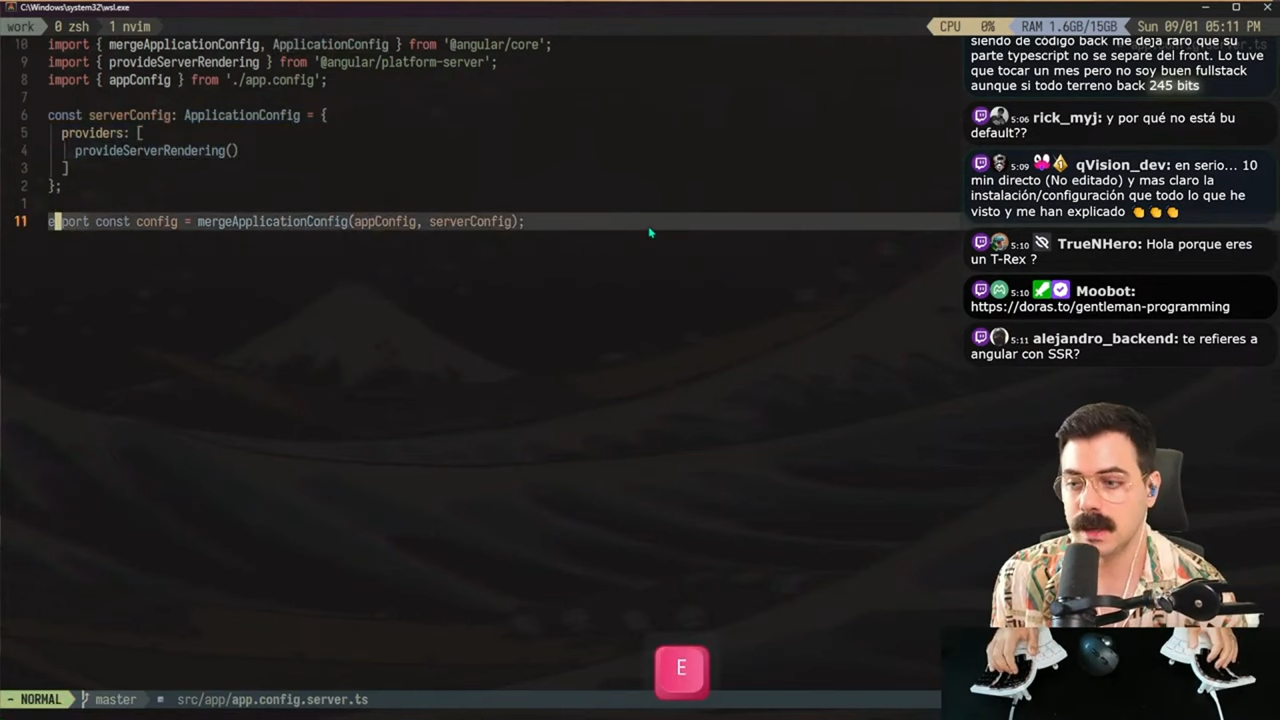 C:\Windows\system32\wsl.exe
work 0 zsh 1 nvim
CPU 0% RAM 1.6GB/15GB Sun 09/01 05:11 PM
10 import { mergeApplicationConfig, ApplicationConfig } from '@angular/core';
9 import { provideServerRendering } from '@angular/platform-server';
8 import { appConfig } from './app.config';
7
6 const serverConfig: ApplicationConfig = {
5 providers: [
4 provideServerRendering()
3 ]
2 };
1
11 export const config = mergeApplicationConfig(appConfig, serverConfig);
siendo de código back me deja raro que su
parte typescript no se separe del front. Lo tuve
que tocar un mes pero no soy buen fullstack
aunque si todo terreno back 245 bits
5:06 rick_myj: y por qué no está bu
default??
5:09 qVision_dev: en serio... 10
min directo (No editado) y mas claro la
instalación/configuración que todo lo que he
visto y me han explicado 👏👏👏
5:10 TrueNHero: Hola porque eres
un T-Rex ?
5:10 Moobot:
https://doras.to/gentleman-programming
5:11 alejandro_backend: te refieres a
angular con SSR?
E
- NORMAL master src/app/app.config.server.ts